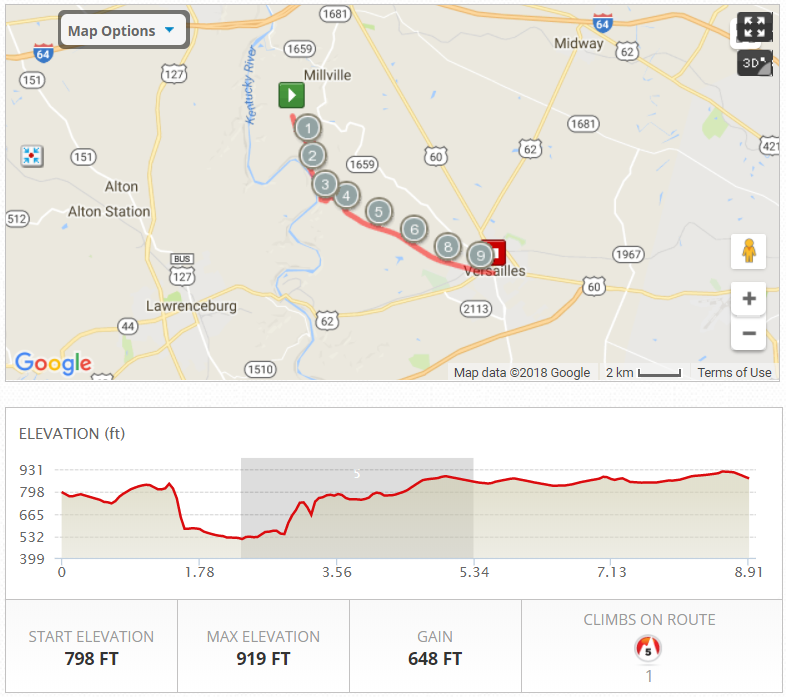 Map Options
1681
64
Midway
62
3D
64
127
1659
151
Kentucky River
Millville
1
1681
2
1659
60
62
421
151
3
4
Alton
5
512
Alton Station
6
8
9
Versailles
1967
BUS
127
60
Lawrenceburg
2113
44
62
+
−
Google
1510
Map data ©2018 Google
2 km
Terms of Use
ELEVATION (ft)
931
5
798
665
532
399
0
1.78
3.56
5.34
7.13
8.91
START ELEVATION
798 FT
MAX ELEVATION
919 FT
GAIN
648 FT
CLIMBS ON ROUTE
5
1